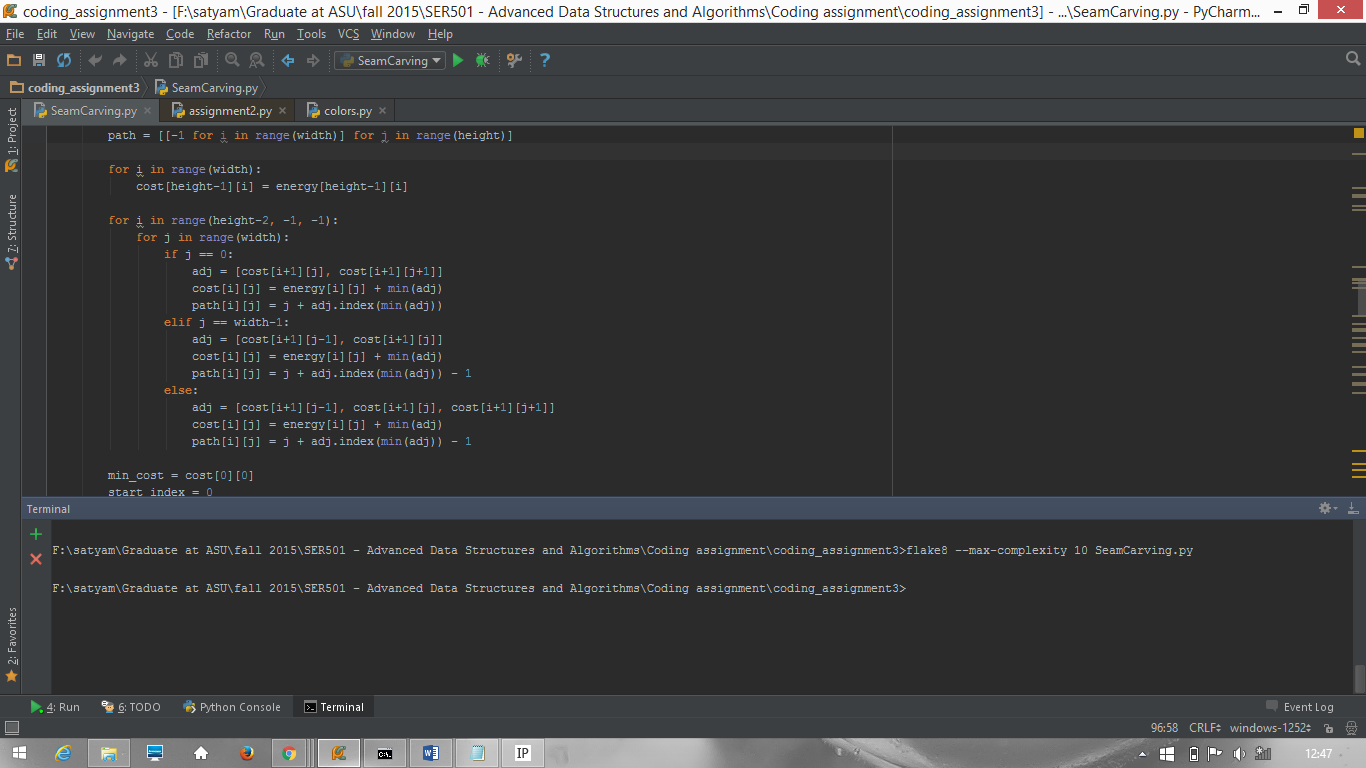 coding_assignment3 - [F:\satyam\Graduate at ASU\fall 2015\SER501 - Advanced Data Structures and Algorithms\Coding assignment\coding_assignment3] - ...\SeamCarving.py - PyCharm...
File Edit View Navigate Code Refactor Run Tools VCS Window Help
SeamCarving
coding_assignment3 SeamCarving.py
SeamCarving.py assignment2.py colors.py
1: Project
7: Structure
2: Favorites
path = [[-1 for i in range(width)] for j in range(height)]
for i in range(width):
cost[height-1][i] = energy[height-1][i]
for i in range(height-2, -1, -1):
for j in range(width):
if j == 0:
adj = [cost[i+1][j], cost[i+1][j+1]]
cost[i][j] = energy[i][j] + min(adj)
path[i][j] = j + adj.index(min(adj))
elif j == width-1:
adj = [cost[i+1][j-1], cost[i+1][j]]
cost[i][j] = energy[i][j] + min(adj)
path[i][j] = j + adj.index(min(adj)) - 1
else:
adj = [cost[i+1][j-1], cost[i+1][j], cost[i+1][j+1]]
cost[i][j] = energy[i][j] + min(adj)
path[i][j] = j + adj.index(min(adj)) - 1
min_cost = cost[0][0]
start_index = 0
Terminal
F:\satyam\Graduate at ASU\fall 2015\SER501 - Advanced Data Structures and Algorithms\Coding assignment\coding_assignment3>flake8 --max-complexity 10 SeamCarving.py
F:\satyam\Graduate at ASU\fall 2015\SER501 - Advanced Data Structures and Algorithms\Coding assignment\coding_assignment3>
4: Run 6: TODO Python Console Terminal Event Log
96:58 CRLF windows-1252
IP 12:47